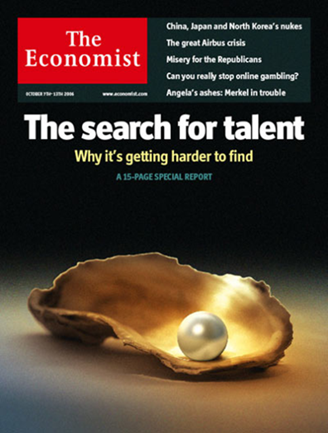 The
Economist
OCTOBER 7TH-13TH 2006
www.economist.com
China, Japan and North Korea's nukes
The great Airbus crisis
Misery for the Republicans
Can you really stop online gambling?
Angela's ashes: Merkel in trouble
The search for talent
Why it's getting harder to find
A 15-PAGE SPECIAL REPORT